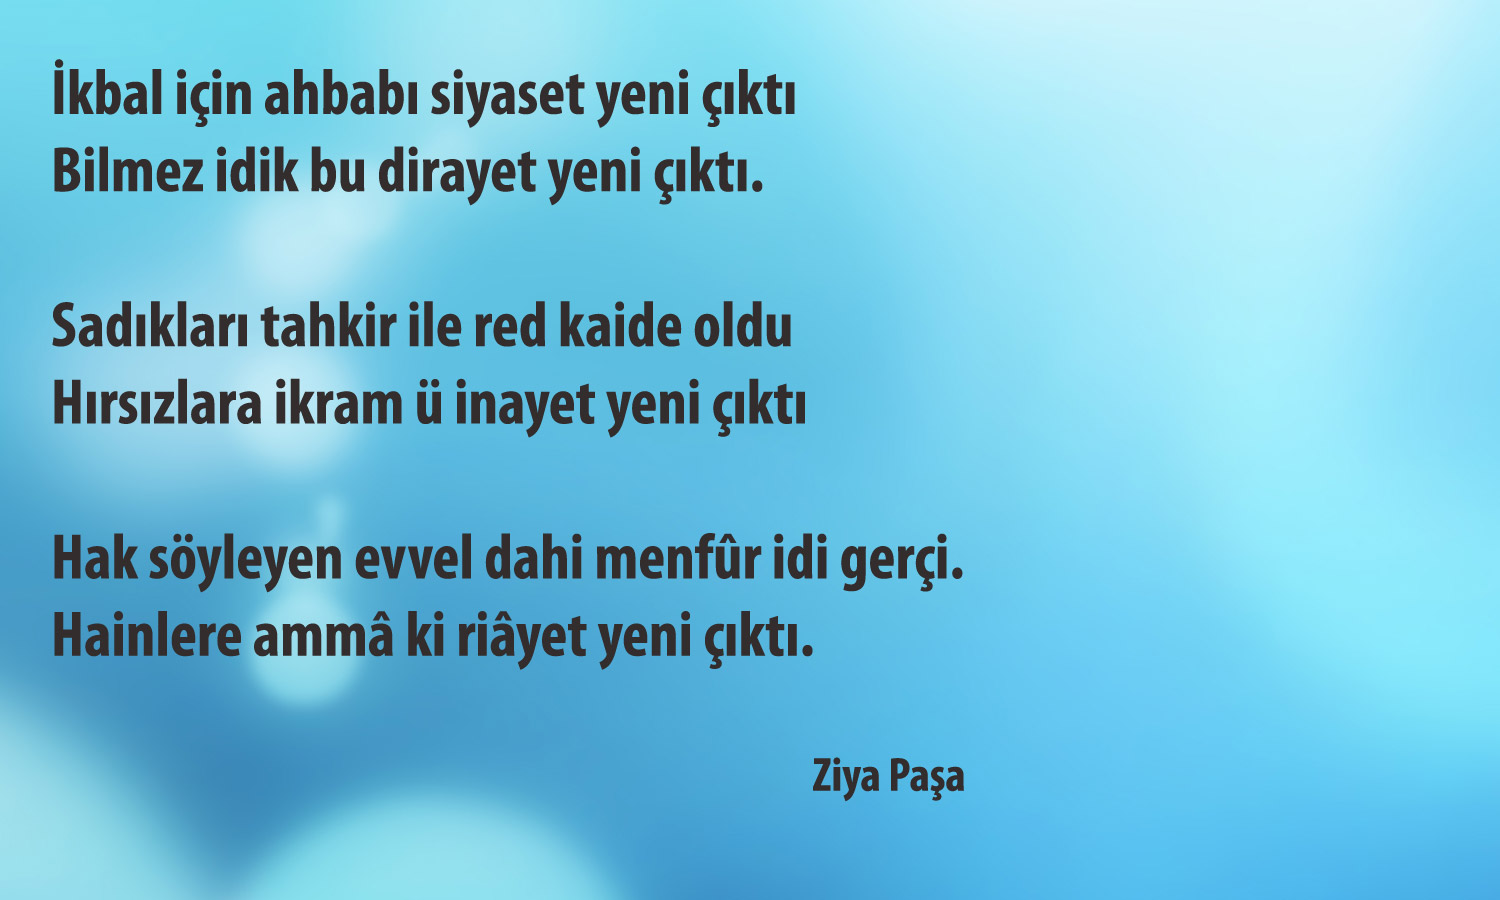 İkbal için ahbabı siyaset yeni çıktı
Bilmez idik bu dirayet yeni çıktı.
Sadıkları tahkir ile red kaide oldu
Hırsızlara ikram ü inayet yeni çıktı
Hak söyleyen evvel dahi menfûr idi gerçi.
Hainlere ammâ ki riâyet yeni çıktı.
Ziya Paşa